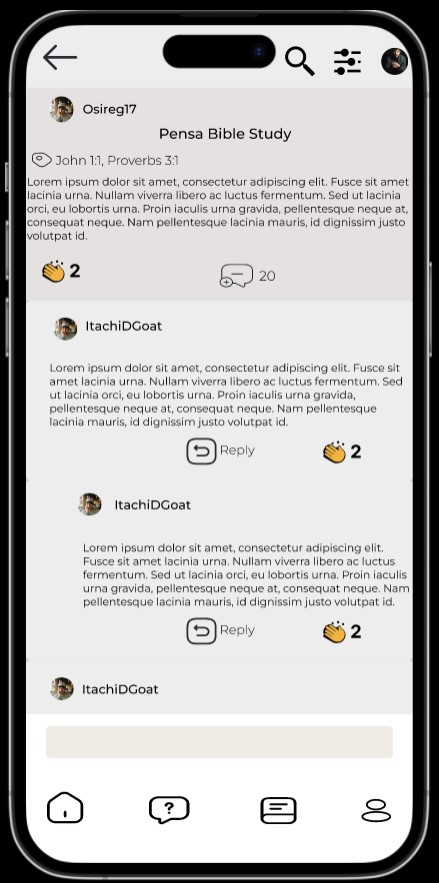 Osireg17
Pensa Bible Study
John 1:1, Proverbs 3:1
Lorem ipsum dolor sit amet, consectetur adipiscing elit. Fusce sit amet
lacinia urna. Nullam viverra libero ac luctus fermentum. Sed ut lacinia
orci, eu lobortis urna. Proin iaculis urna gravida, pellentesque neque at,
consequat neque. Nam pellentesque lacinia mauris, id dignissim justo
volutpat id.
2
20
ItachiDGoat
Lorem ipsum dolor sit amet, consectetur adipiscing elit. Fusce sit
amet lacinia urna. Nullam viverra libero ac luctus fermentum. Sed
ut lacinia orci, eu lobortis urna. Proin iaculis urna gravida,
pellentesque neque at, consequat neque. Nam pellentesque
lacinia mauris, id dignissim justo volutpat id.
Reply 2
ItachiDGoat
Lorem ipsum dolor sit amet, consectetur adipiscing elit.
Fusce sit amet lacinia urna. Nullam viverra libero ac luctus
fermentum. Sed ut lacinia orci, eu lobortis urna. Proin iaculis
urna gravida, pellentesque neque at, consequat neque. Nam
pellentesque lacinia mauris, id dignissim justo volutpat id.
Reply 2
ItachiDGoat
?